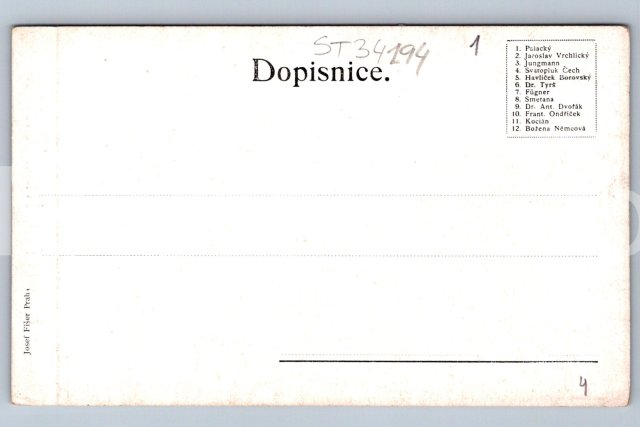 ST34294
1
Dopisnice.
1. Palacký
2. Jaroslav Vrchlický
3. Jungmann
4. Svatopluk Čech
5. Havlíček Borovský
6. Dr. Tyrš
7. Fügner
8. Smetana
9. Dr. Ant. Dvořák
10. Frant. Ondříček
11. Kocián
12. Božena Němcová
Josef Fišer Praha
4